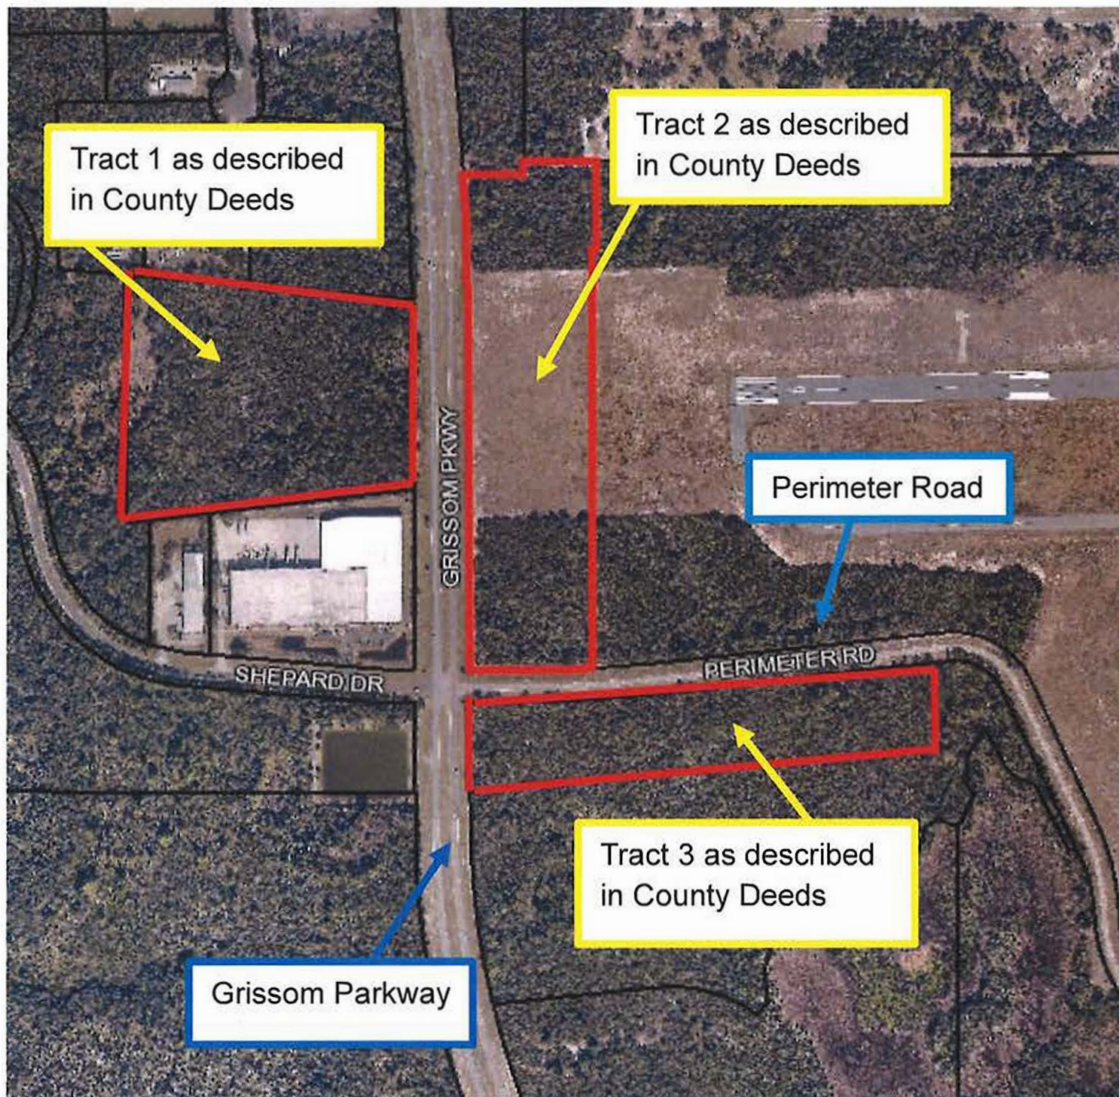 Tract 1 as described
in County Deeds
Tract 2 as described
in County Deeds
GRISSOM PKWY
Perimeter Road
SHEPARD DR
PERIMETER RD
Tract 3 as described
in County Deeds
Grissom Parkway